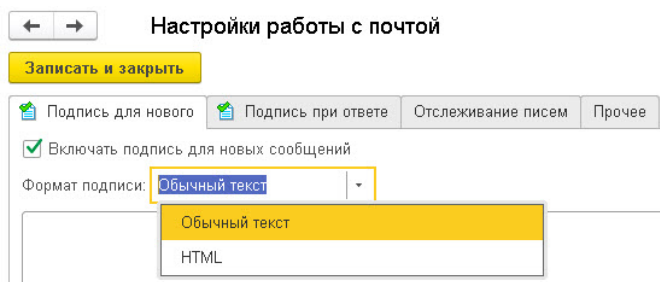 Настройки работы с почтой
Записать и закрыть
Подпись для нового Подпись при ответе Отслеживание писем Прочее
Включать подпись для новых сообщений
Формат подписи: Обычный текст
Обычный текст
HTML